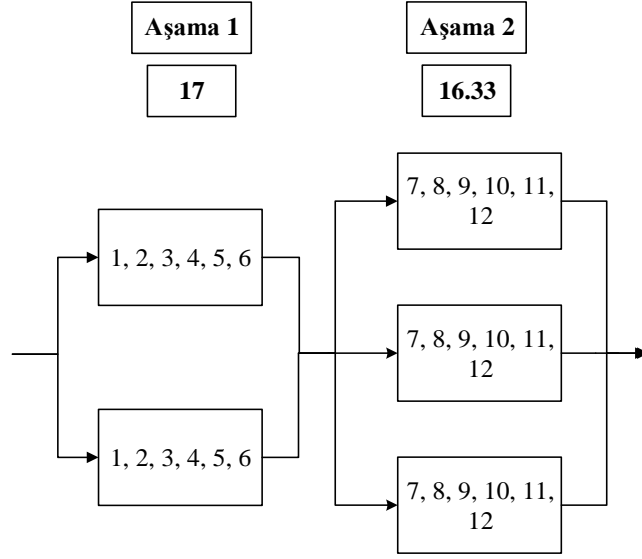 Aşama 1
Aşama 2
17
16.33
1, 2, 3, 4, 5, 6
1, 2, 3, 4, 5, 6
7, 8, 9, 10, 11,
12
7, 8, 9, 10, 11,
12
7, 8, 9, 10, 11,
12